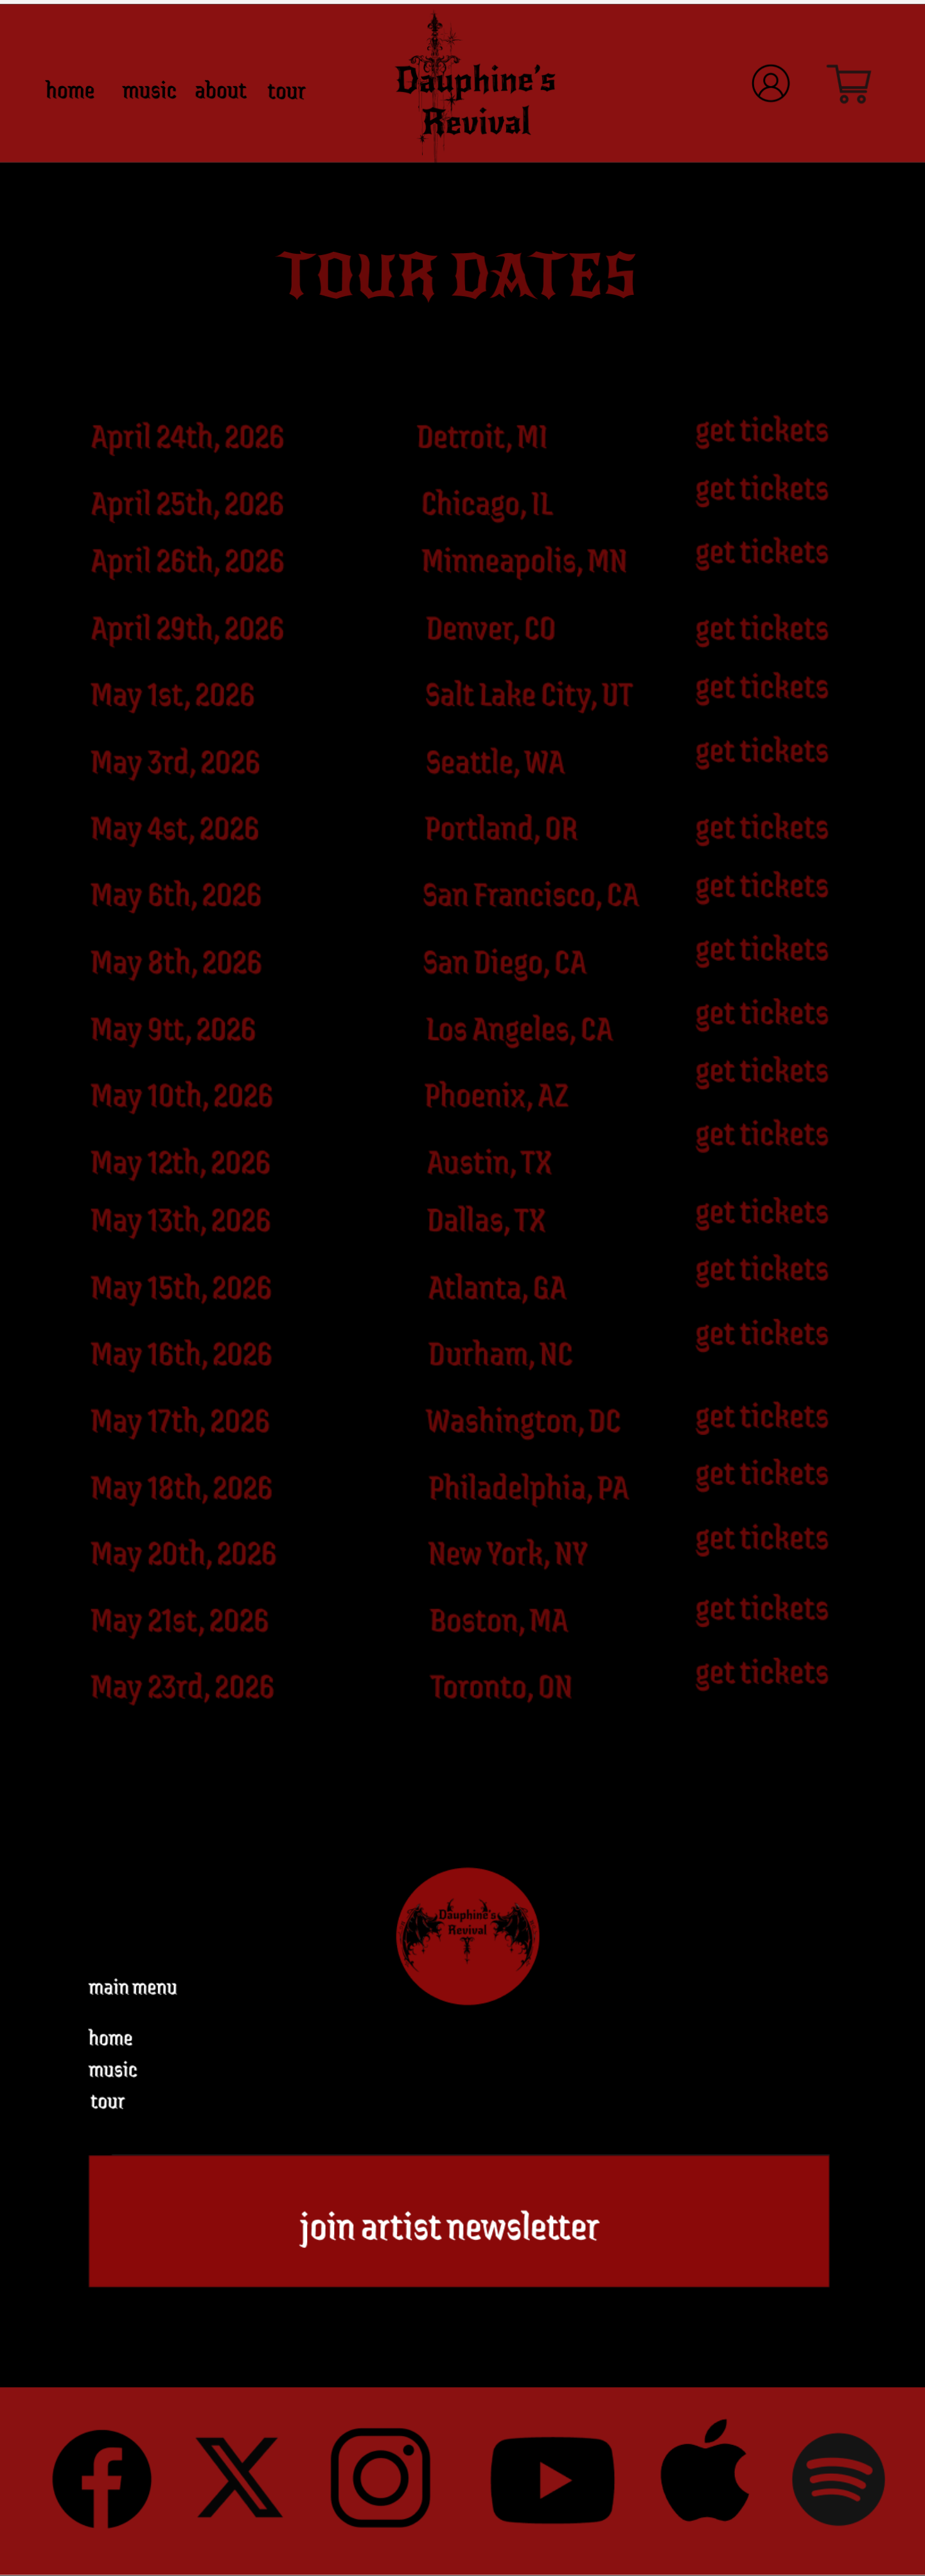 home music about tour
Dauphine's
Revival
TOUR DATES
April 24th, 2026 Detroit, MI get tickets
April 25th, 2026 Chicago, IL get tickets
April 26th, 2026 Minneapolis, MN get tickets
April 29th, 2026 Denver, CO get tickets
May 1st, 2026 Salt Lake City, UT get tickets
May 3rd, 2026 Seattle, WA get tickets
May 4st, 2026 Portland, OR get tickets
May 6th, 2026 San Francisco, CA get tickets
May 8th, 2026 San Diego, CA get tickets
May 9tt, 2026 Los Angeles, CA get tickets
May 10th, 2026 Phoenix, AZ get tickets
May 12th, 2026 Austin, TX get tickets
May 13th, 2026 Dallas, TX get tickets
May 15th, 2026 Atlanta, GA get tickets
May 16th, 2026 Durham, NC get tickets
May 17th, 2026 Washington, DC get tickets
May 18th, 2026 Philadelphia, PA get tickets
May 20th, 2026 New York, NY get tickets
May 21st, 2026 Boston, MA get tickets
May 23rd, 2026 Toronto, ON get tickets
Dauphine's
Revival
main menu
home
music
tour
join artist newsletter